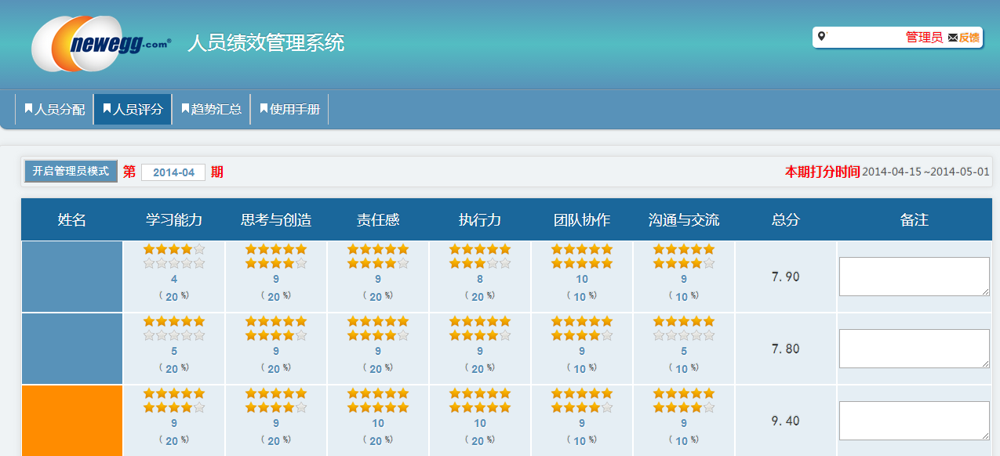 newegg.com®
人员绩效管理系统
管理员 反馈
人员分配 人员评分 趋势汇总 使用手册
开启管理员模式 第 2014-04 期 本期打分时间 2014-04-15 ~2014-05-01
姓名 学习能力 思考与创造 责任感 执行力 团队协作 沟通与交流 总分 备注
4 9 9 8 10 9 7.90
( 20 %) ( 20 %) ( 20 %) ( 20 %) ( 10 %) ( 10 %)
5 9 9 9 9 5 7.80
( 20 %) ( 20 %) ( 20 %) ( 20 %) ( 10 %) ( 10 %)
9 9 10 10 9 9 9.40
( 20 %) ( 20 %) ( 20 %) ( 20 %) ( 10 %) ( 10 %)